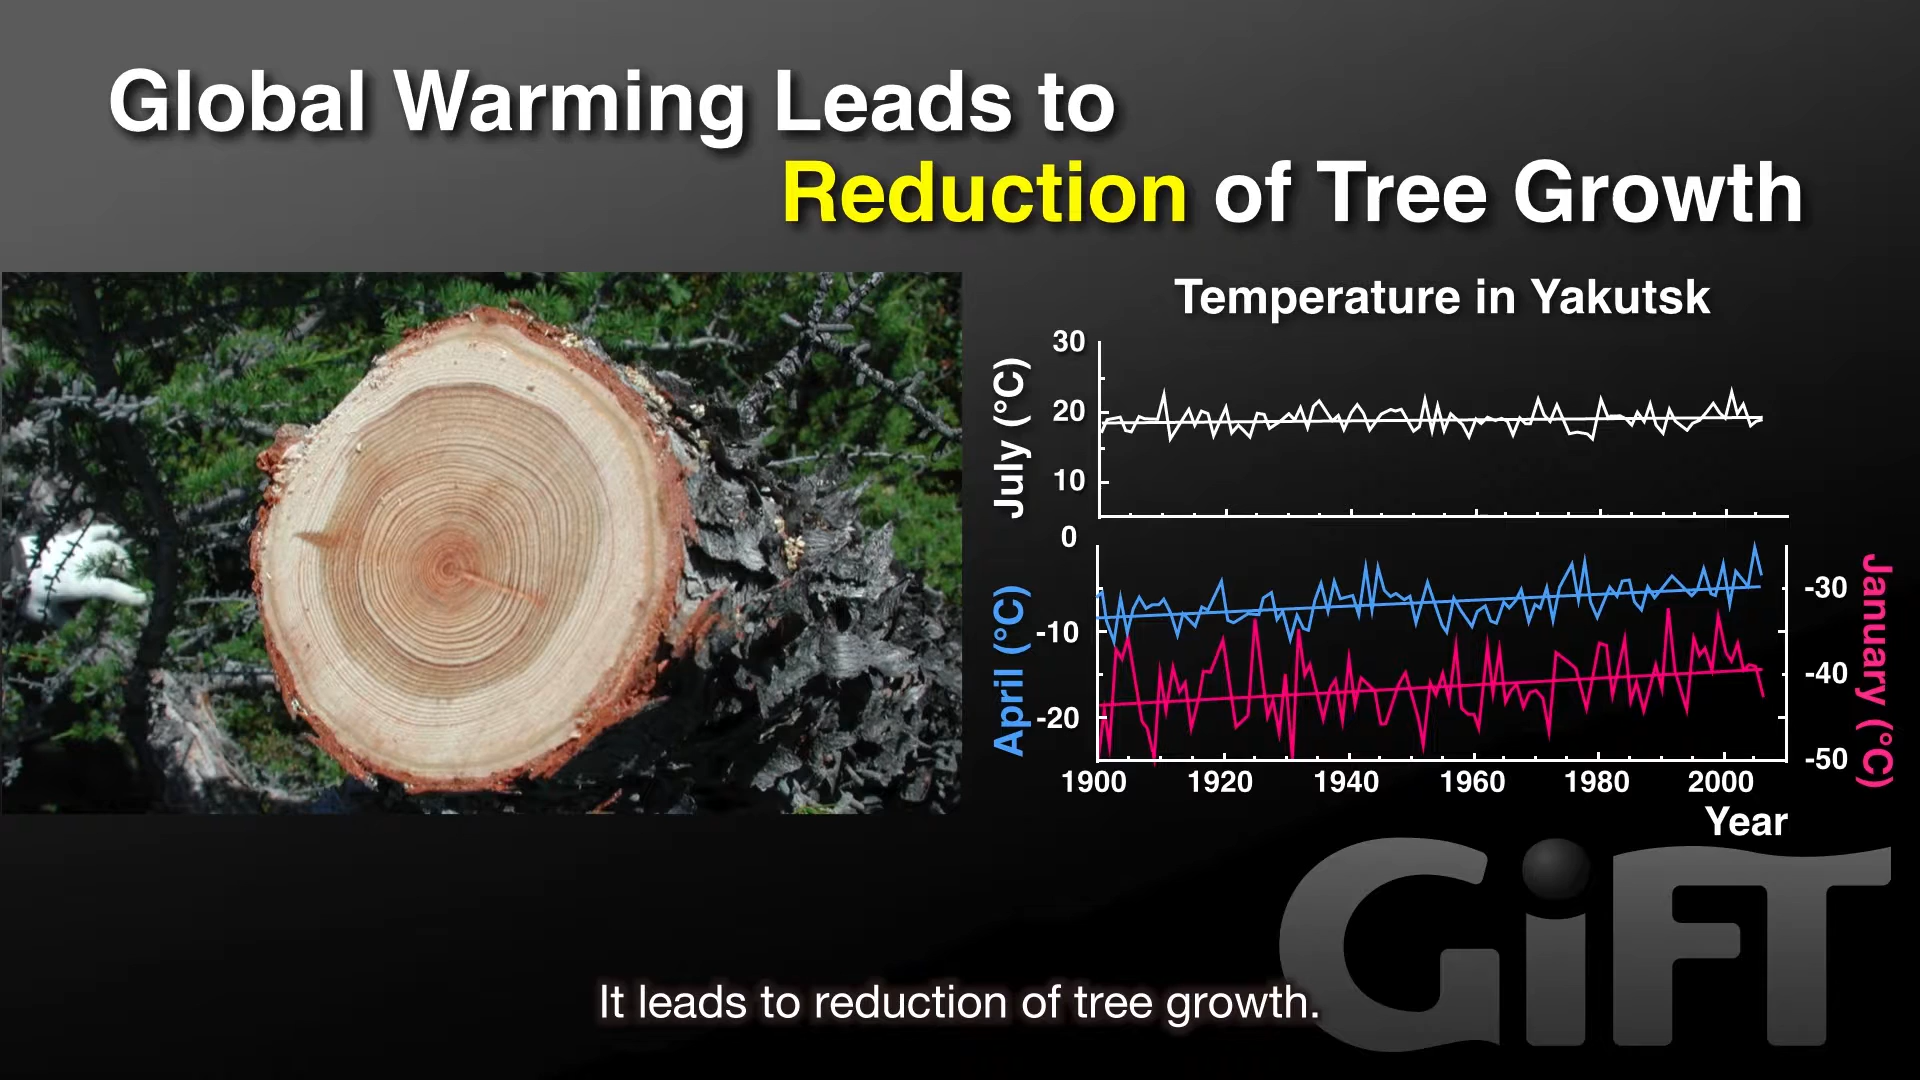 Global Warming Leads to
Reduction of Tree Growth
Temperature in Yakutsk
July (°C)
30
20
10
April (°C)
0
-10
-20
January (°C)
-30
-40
-50
1900 1920 1940 1960 1980 2000
Year
GiFT
It leads to reduction of tree growth.